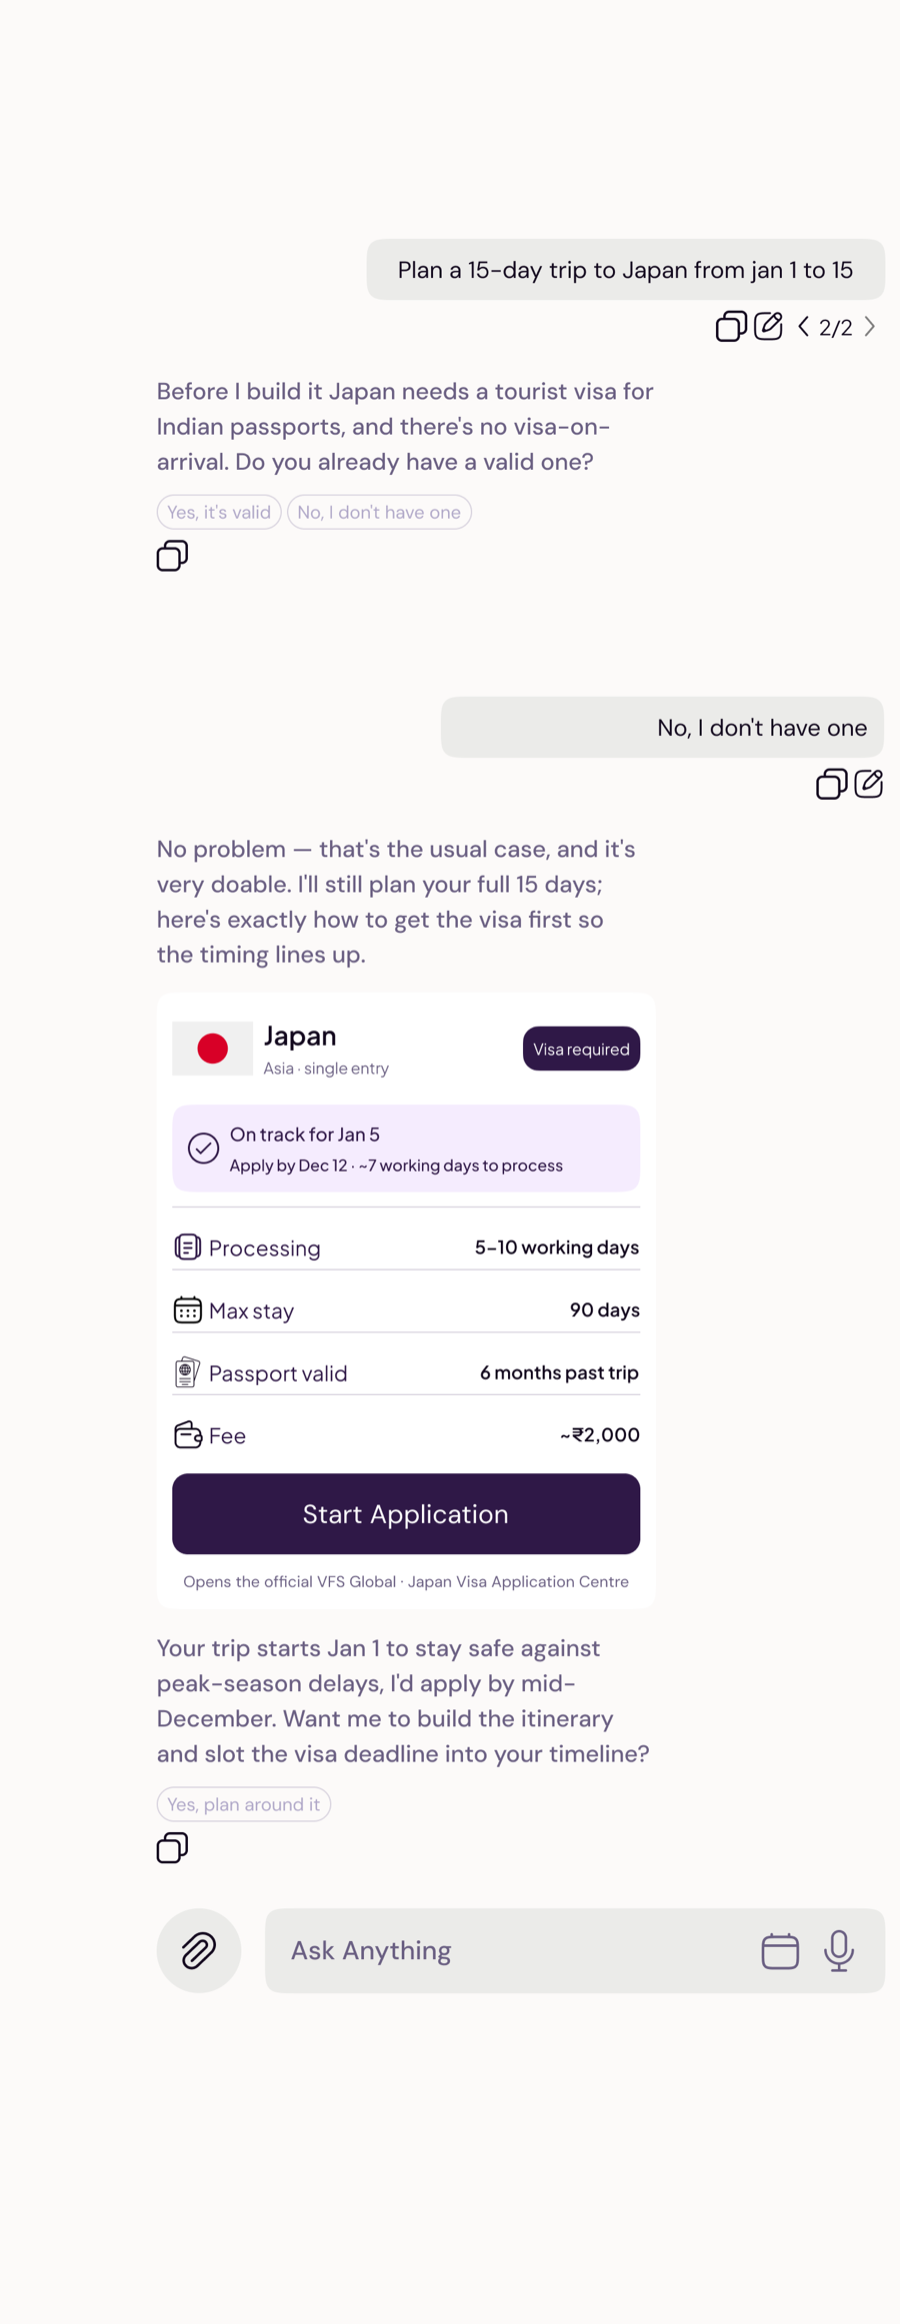 Plan a 15-day trip to Japan from jan 1 to 15
2/2
Before I build it Japan needs a tourist visa for
Indian passports, and there's no visa-on-
arrival. Do you already have a valid one?
Yes, it's valid
No, I don't have one
No, I don't have one
No problem — that's the usual case, and it's
very doable. I'll still plan your full 15 days;
here's exactly how to get the visa first so
the timing lines up.
Japan
Visa required
Asia · single entry
On track for Jan 5
Apply by Dec 12 · ~7 working days to process
Processing 5–10 working days
Max stay 90 days
Passport valid 6 months past trip
Fee ~₹2,000
Start Application
Opens the official VFS Global · Japan Visa Application Centre
Your trip starts Jan 1 to stay safe against
peak-season delays, I'd apply by mid-
December. Want me to build the itinerary
and slot the visa deadline into your timeline?
Yes, plan around it
Ask Anything